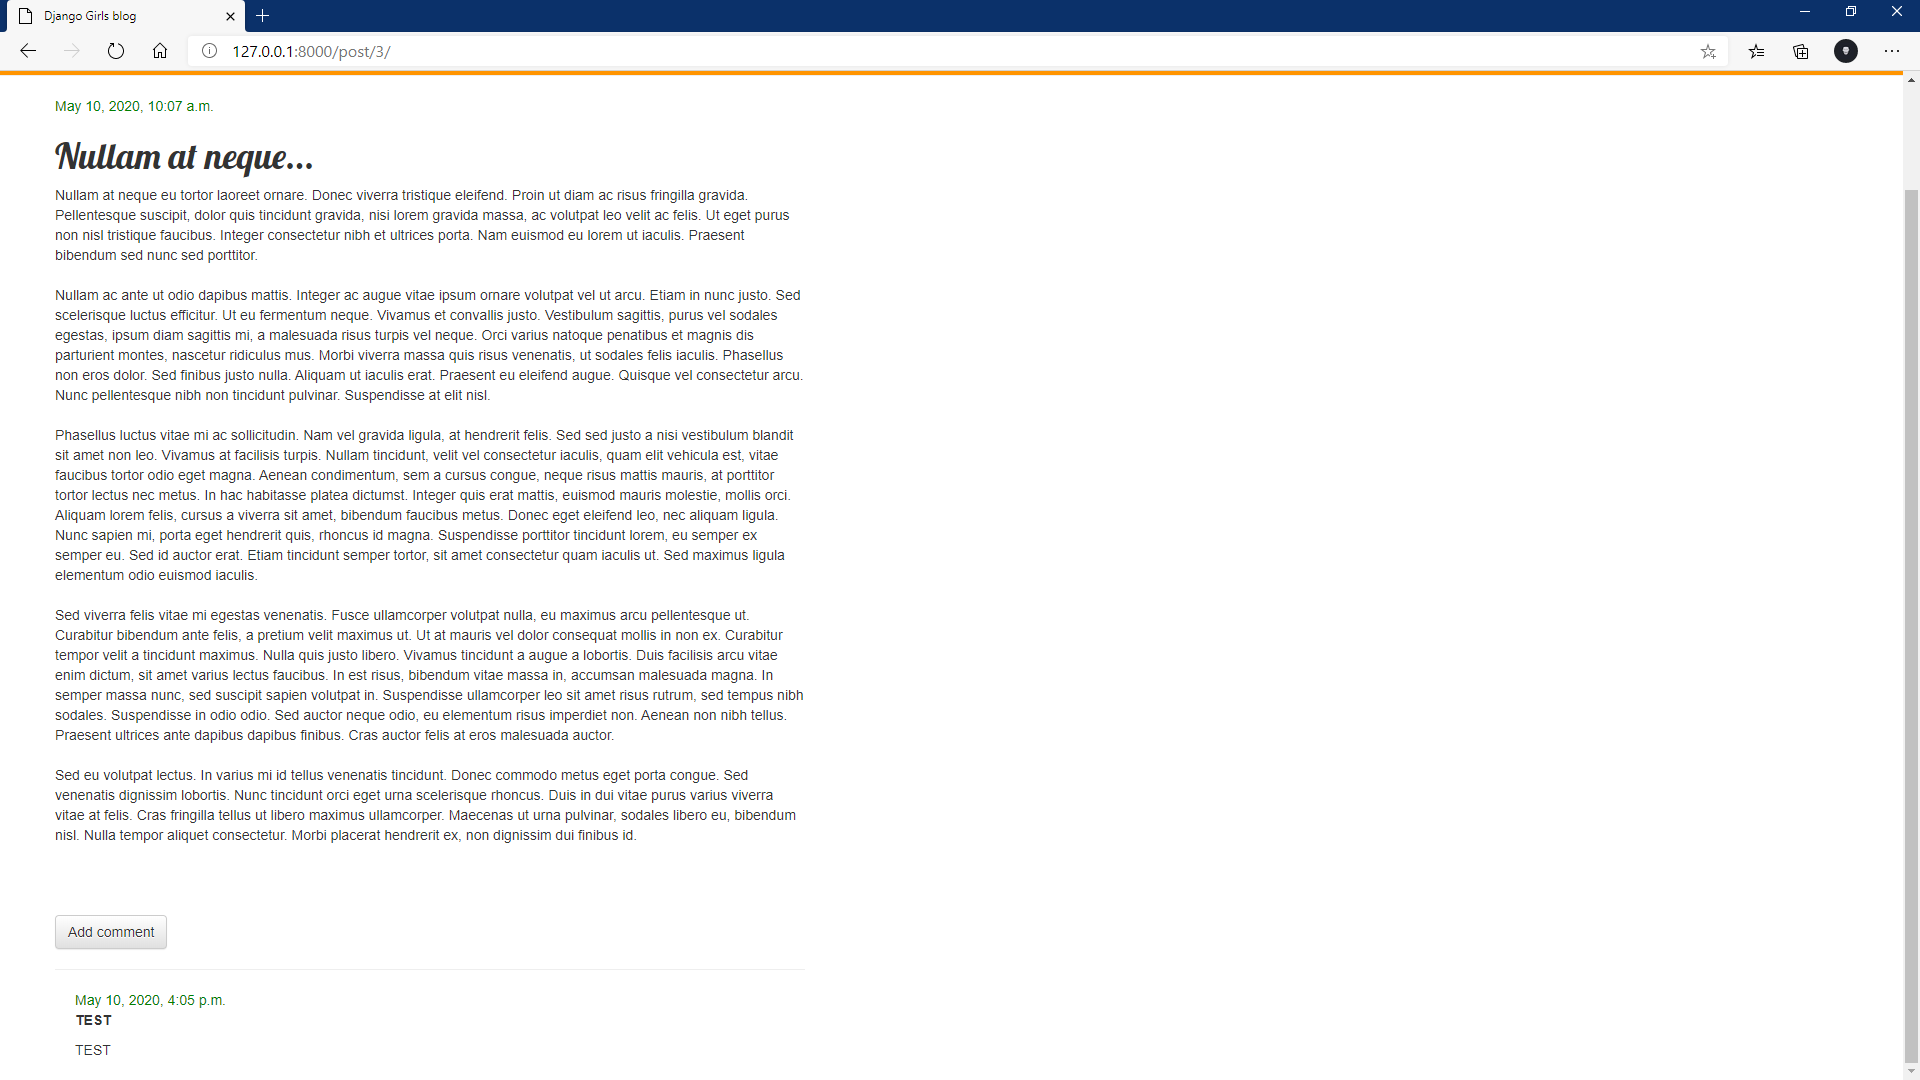 Django Girls blog
127.0.0.1:8000/post/3/
May 10, 2020, 10:07 a.m.
Nullam at neque...
Nullam at neque eu tortor laoreet ornare. Donec viverra tristique eleifend. Proin ut diam ac risus fringilla gravida.
Pellentesque suscipit, dolor quis tincidunt gravida, nisi lorem gravida massa, ac volutpat leo velit ac felis. Ut eget purus
non nisl tristique faucibus. Integer consectetur nibh et ultrices porta. Nam euismod eu lorem ut iaculis. Praesent
bibendum sed nunc sed porttitor.
Nullam ac ante ut odio dapibus mattis. Integer ac augue vitae ipsum ornare volutpat vel ut arcu. Etiam in nunc justo. Sed
scelerisque luctus efficitur. Ut eu fermentum neque. Vivamus et convallis justo. Vestibulum sagittis, purus vel sodales
egestas, ipsum diam sagittis mi, a malesuada risus turpis vel neque. Orci varius natoque penatibus et magnis dis
parturient montes, nascetur ridiculus mus. Morbi viverra massa quis risus venenatis, ut sodales felis iaculis. Phasellus
non eros dolor. Sed finibus justo nulla. Aliquam ut iaculis erat. Praesent eu eleifend augue. Quisque vel consectetur arcu.
Nunc pellentesque nibh non tincidunt pulvinar. Suspendisse at elit nisl.
Phasellus luctus vitae mi ac sollicitudin. Nam vel gravida ligula, at hendrerit felis. Sed sed justo a nisi vestibulum blandit
sit amet non leo. Vivamus at facilisis turpis. Nullam tincidunt, velit vel consectetur iaculis, quam elit vehicula est, vitae
faucibus tortor odio eget magna. Aenean condimentum, sem a cursus congue, neque risus mattis mauris, at porttitor
tortor lectus nec metus. In hac habitasse platea dictumst. Integer quis erat mattis, euismod mauris molestie, mollis orci.
Aliquam lorem felis, cursus a viverra sit amet, bibendum faucibus metus. Donec eget eleifend leo, nec aliquam ligula.
Nunc sapien mi, porta eget hendrerit quis, rhoncus id magna. Suspendisse porttitor tincidunt lorem, eu semper ex
semper eu. Sed id auctor erat. Etiam tincidunt semper tortor, sit amet consectetur quam iaculis ut. Sed maximus ligula
elementum odio euismod iaculis.
Sed viverra felis vitae mi egestas venenatis. Fusce ullamcorper volutpat nulla, eu maximus arcu pellentesque ut.
Curabitur bibendum ante felis, a pretium velit maximus ut. Ut at mauris vel dolor consequat mollis in non ex. Curabitur
tempor velit a tincidunt maximus. Nulla quis justo libero. Vivamus tincidunt a augue a lobortis. Duis facilisis arcu vitae
enim dictum, sit amet varius lectus faucibus. In est risus, bibendum vitae massa in, accumsan malesuada magna. In
semper massa nunc, sed suscipit sapien volutpat in. Suspendisse ullamcorper leo sit amet risus rutrum, sed tempus nibh
sodales. Suspendisse in odio odio. Sed auctor neque odio, eu elementum risus imperdiet non. Aenean non nibh tellus.
Praesent ultrices ante dapibus dapibus finibus. Cras auctor felis at eros malesuada auctor.
Sed eu volutpat lectus. In varius mi id tellus venenatis tincidunt. Donec commodo metus eget porta congue. Sed
venenatis dignissim lobortis. Nunc tincidunt orci eget urna scelerisque rhoncus. Duis in dui vitae purus varius viverra
vitae at felis. Cras fringilla tellus ut libero maximus ullamcorper. Maecenas ut urna pulvinar, sodales libero eu, bibendum
nisl. Nulla tempor aliquet consectetur. Morbi placerat hendrerit ex, non dignissim dui finibus id.
Add comment
May 10, 2020, 4:05 p.m.
TEST
TEST